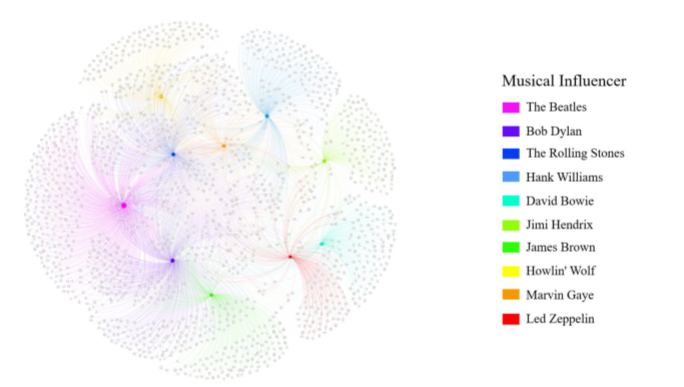 Musical Influencer
The Beatles
Bob Dylan
The Rolling Stones
Hank Williams
David Bowie
Jimi Hendrix
James Brown
Howlin' Wolf
Marvin Gaye
Led Zeppelin